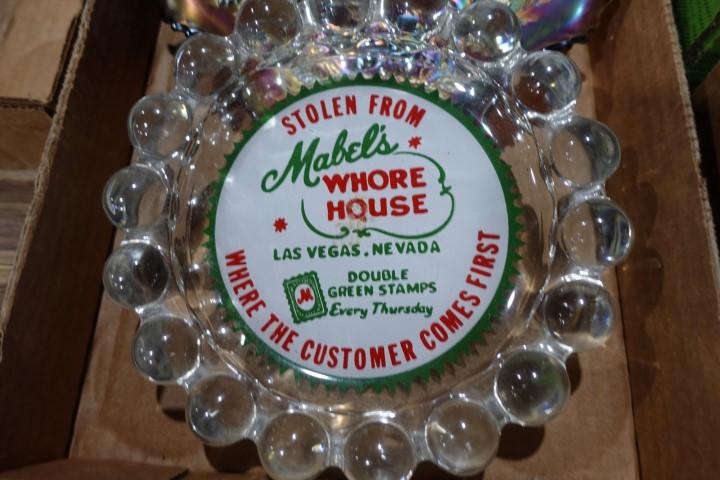 STOLEN FROM
Mabel's
WHORE
HOUSE
LAS VEGAS, NEVADA
DOUBLE
GREEN STAMPS
Every Thursday
M
WHERE THE CUSTOMER COMES FIRST